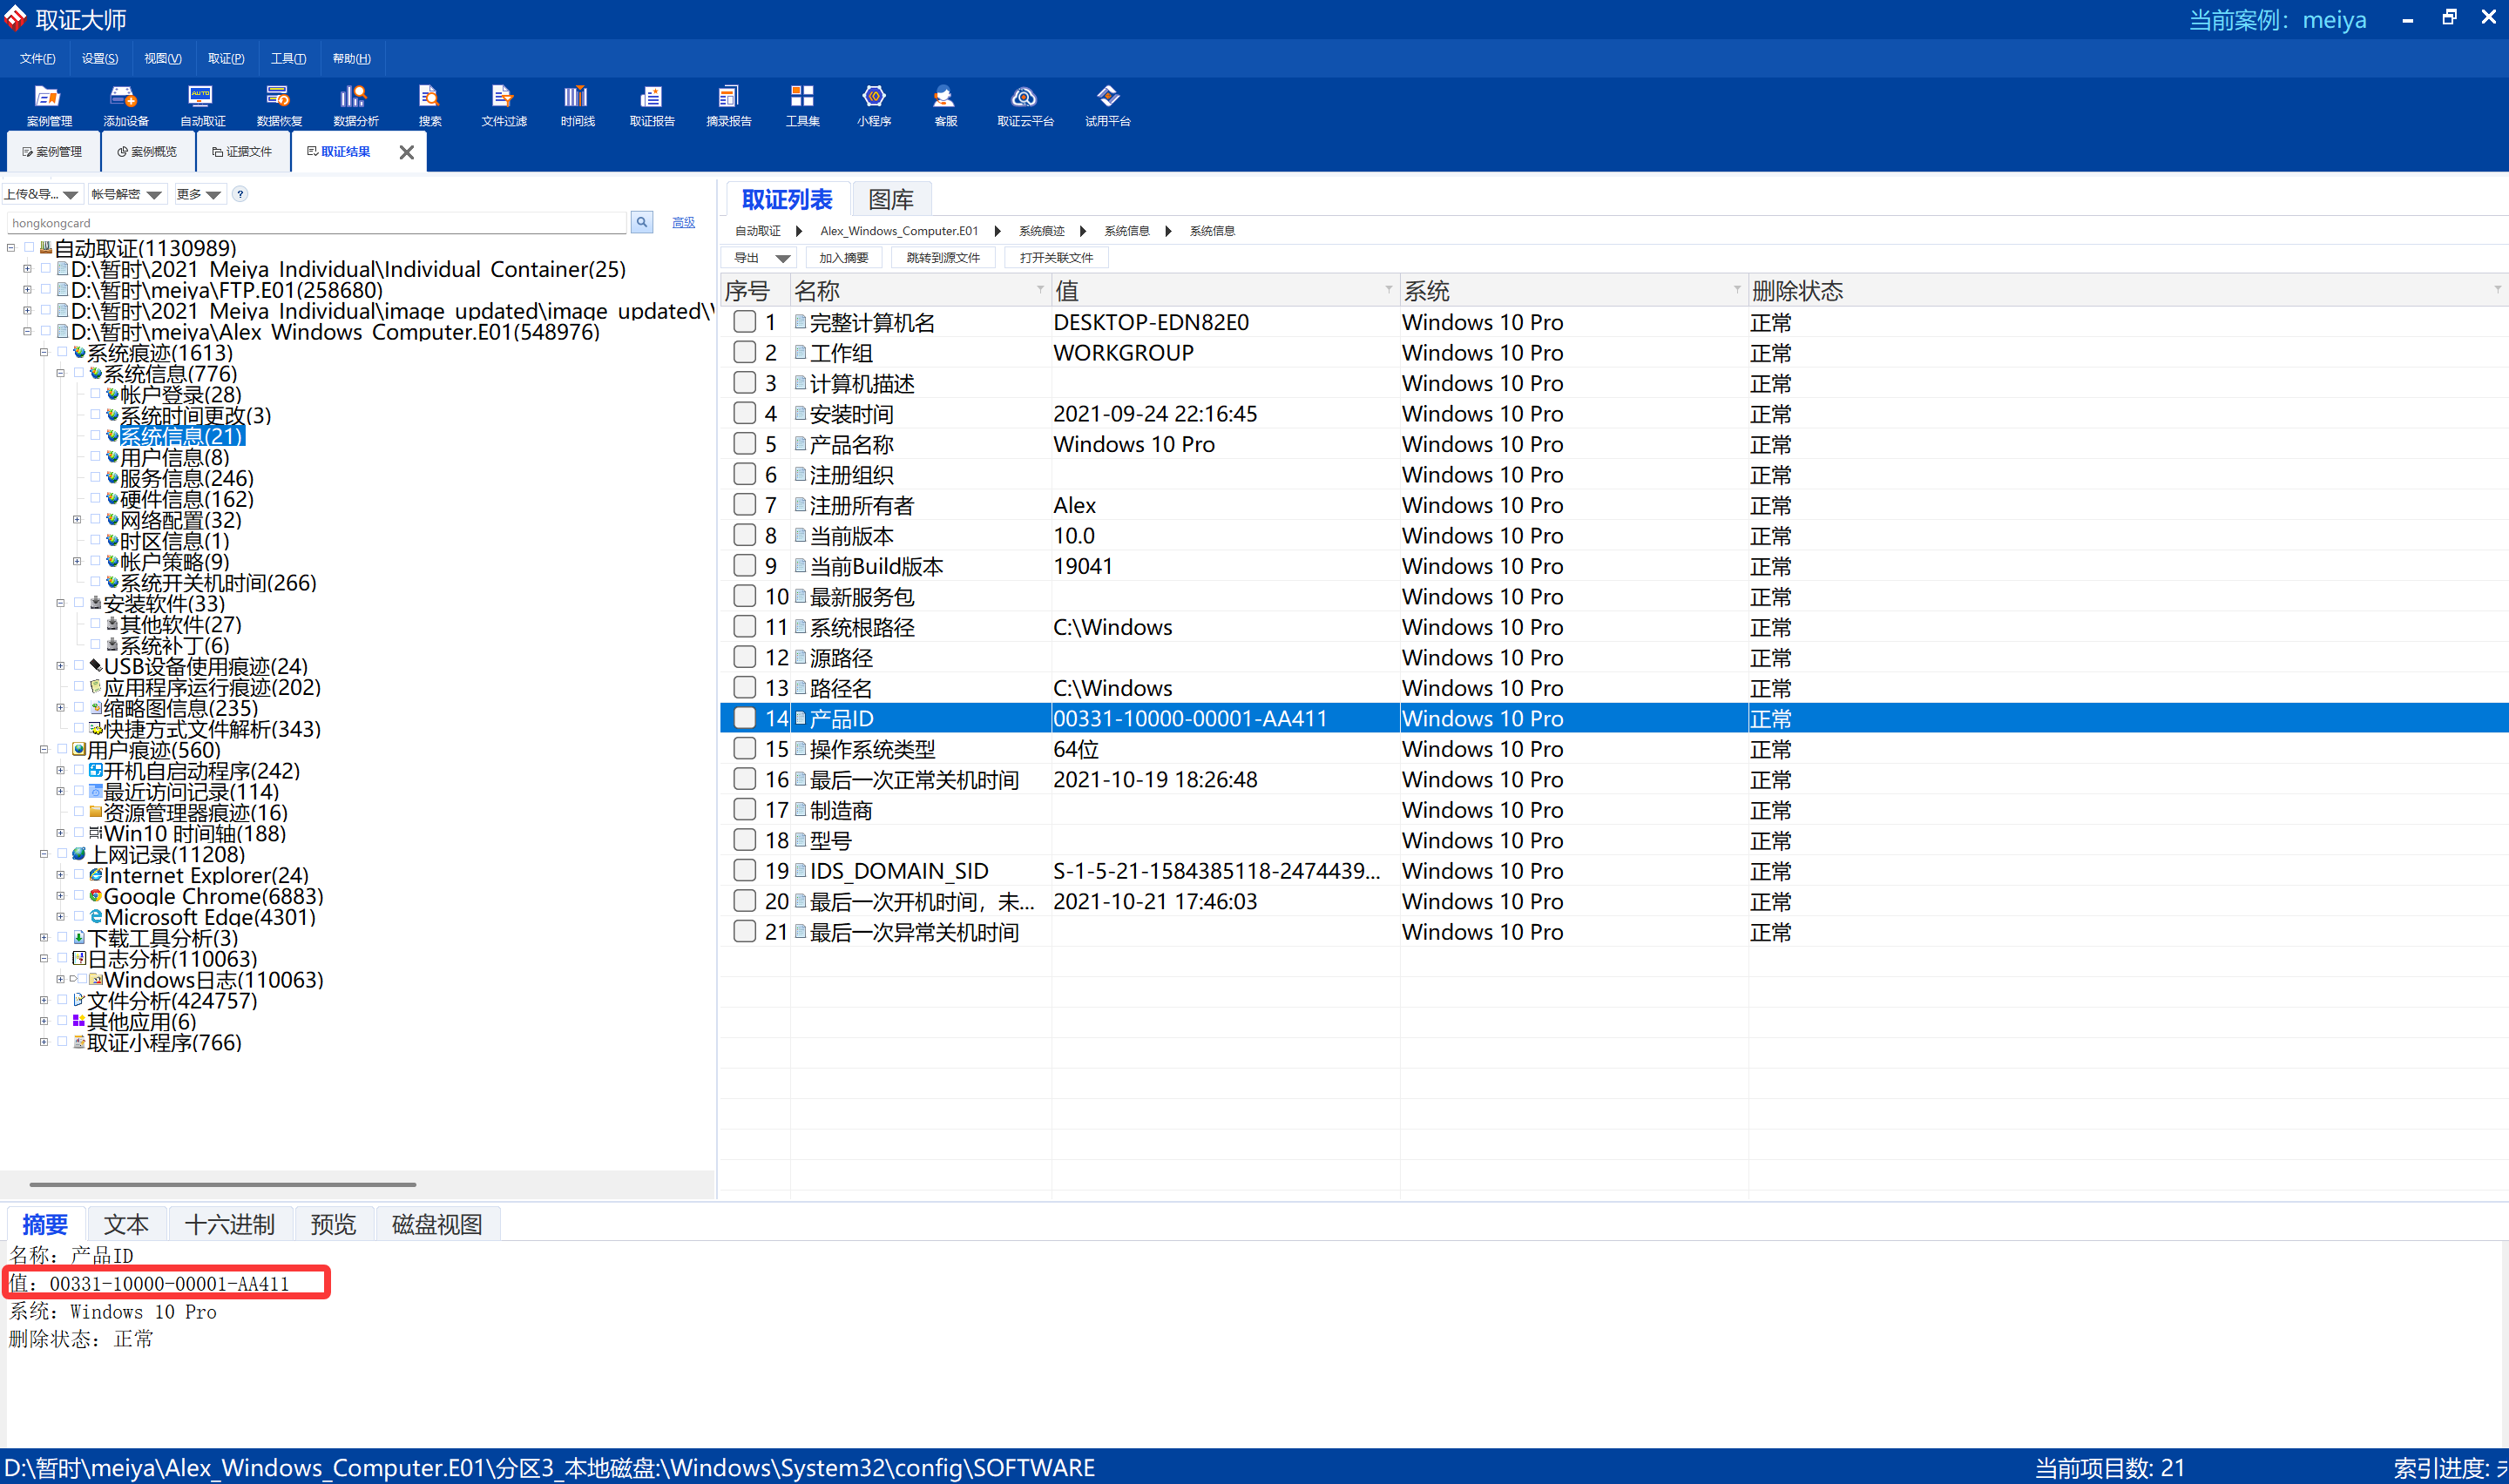 取证大师
当前案例：meiya
文件(F) 设置(S) 视图(V) 取证(P) 工具(T) 帮助(H)
案例管理 添加设备 自动取证 数据恢复 数据分析 搜索 文件过滤 时间线 取证报告 摘录报告 工具集 小程序 客服 取证云平台 试用平台
案例管理 案例概览 证据文件 取证结果
上传&导... 帐号解密 更多 ?
hongkongcard 高级
自动取证(1130989)
D:\暂时\2021_Meiya_Individual\Individual_Container(25)
D:\暂时\meiya\FTP.E01(258680)
D:\暂时\2021_Meiya_Individual\image_updated\image_updated\
D:\暂时\meiya\Alex_Windows_Computer.E01(548976)
系统痕迹(1613)
系统信息(776)
帐户登录(28)
系统时间更改(3)
系统信息(21)
用户信息(8)
服务信息(246)
硬件信息(162)
网络配置(32)
时区信息(1)
帐户策略(9)
系统开关机时间(266)
安装软件(33)
其他软件(27)
系统补丁(6)
USB设备使用痕迹(24)
应用程序运行痕迹(202)
缩略图信息(235)
快捷方式文件解析(343)
用户痕迹(560)
开机自启动程序(242)
最近访问记录(114)
资源管理器痕迹(16)
Win10 时间轴(188)
上网记录(11208)
Internet Explorer(24)
Google Chrome(6883)
Microsoft Edge(4301)
下载工具分析(3)
日志分析(110063)
Windows日志(110063)
文件分析(424757)
其他应用(6)
取证小程序(766)
取证列表 图库
自动取证 Alex_Windows_Computer.E01 系统痕迹 系统信息 系统信息
导出 加入摘要 跳转到源文件 打开关联文件
序号 名称 值 系统 删除状态
1 完整计算机名 DESKTOP-EDN82E0 Windows 10 Pro 正常
2 工作组 WORKGROUP Windows 10 Pro 正常
3 计算机描述 Windows 10 Pro 正常
4 安装时间 2021-09-24 22:16:45 Windows 10 Pro 正常
5 产品名称 Windows 10 Pro Windows 10 Pro 正常
6 注册组织 Windows 10 Pro 正常
7 注册所有者 Alex Windows 10 Pro 正常
8 当前版本 10.0 Windows 10 Pro 正常
9 当前Build版本 19041 Windows 10 Pro 正常
10 最新服务包 Windows 10 Pro 正常
11 系统根路径 C:\Windows Windows 10 Pro 正常
12 源路径 Windows 10 Pro 正常
13 路径名 C:\Windows Windows 10 Pro 正常
14 产品ID 00331-10000-00001-AA411 Windows 10 Pro 正常
15 操作系统类型 64位 Windows 10 Pro 正常
16 最后一次正常关机时间 2021-10-19 18:26:48 Windows 10 Pro 正常
17 制造商 Windows 10 Pro 正常
18 型号 Windows 10 Pro 正常
19 IDS_DOMAIN_SID S-1-5-21-1584385118-2474439... Windows 10 Pro 正常
20 最后一次开机时间，未... 2021-10-21 17:46:03 Windows 10 Pro 正常
21 最后一次异常关机时间 Windows 10 Pro 正常
摘要 文本 十六进制 预览 磁盘视图
名称：产品ID
值：00331-10000-00001-AA411
系统：Windows 10 Pro
删除状态：正常
D:\暂时\meiya\Alex_Windows_Computer.E01\分区3_本地磁盘:\Windows\System32\config\SOFTWARE
当前项目数: 21
索引进度: